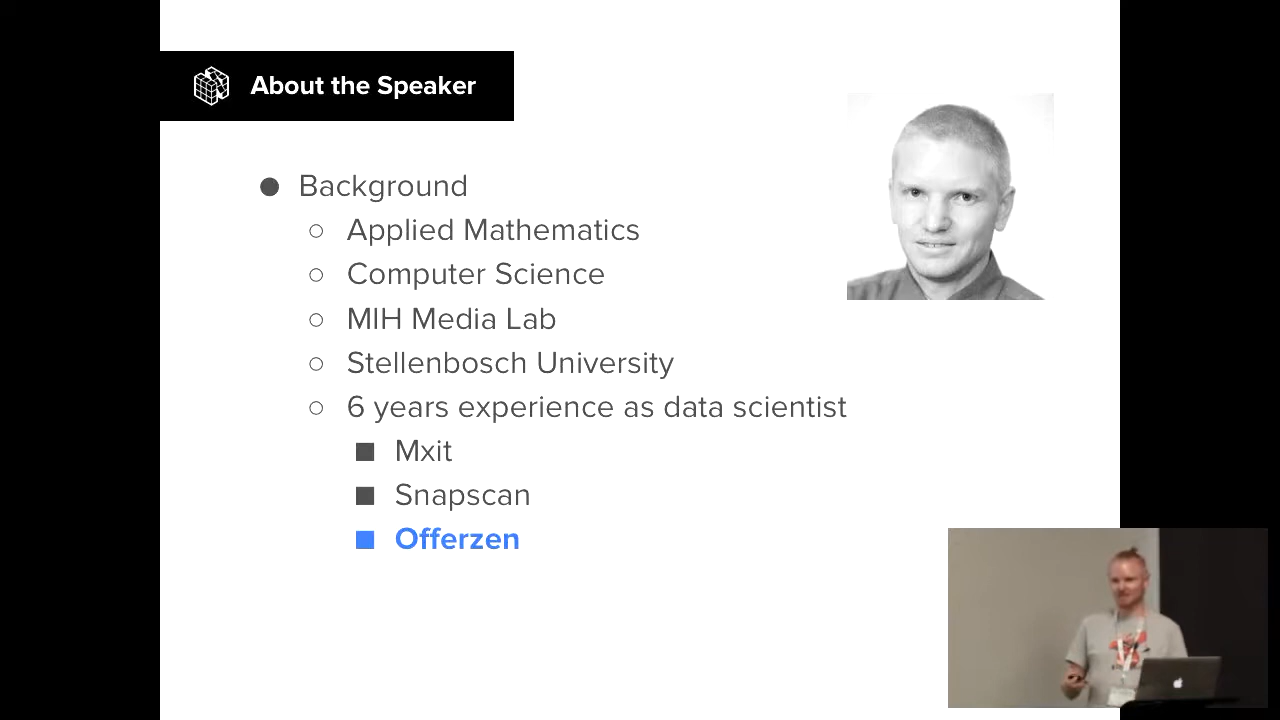 About the Speaker
Background
Applied Mathematics
Computer Science
MIH Media Lab
Stellenbosch University
6 years experience as data scientist
Mxit
Snapscan
Offerzen